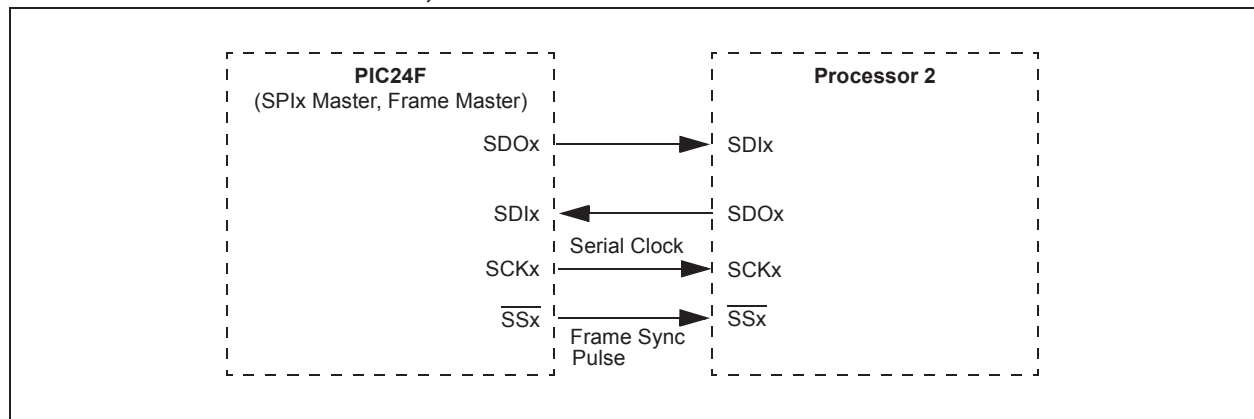 PIC24F
(SPIx Master, Frame Master)
Processor 2
SDOx
SDIx
SDIx
SDOx
Serial Clock
SCKx
SCKx
SSx
SSx
Frame Sync
Pulse